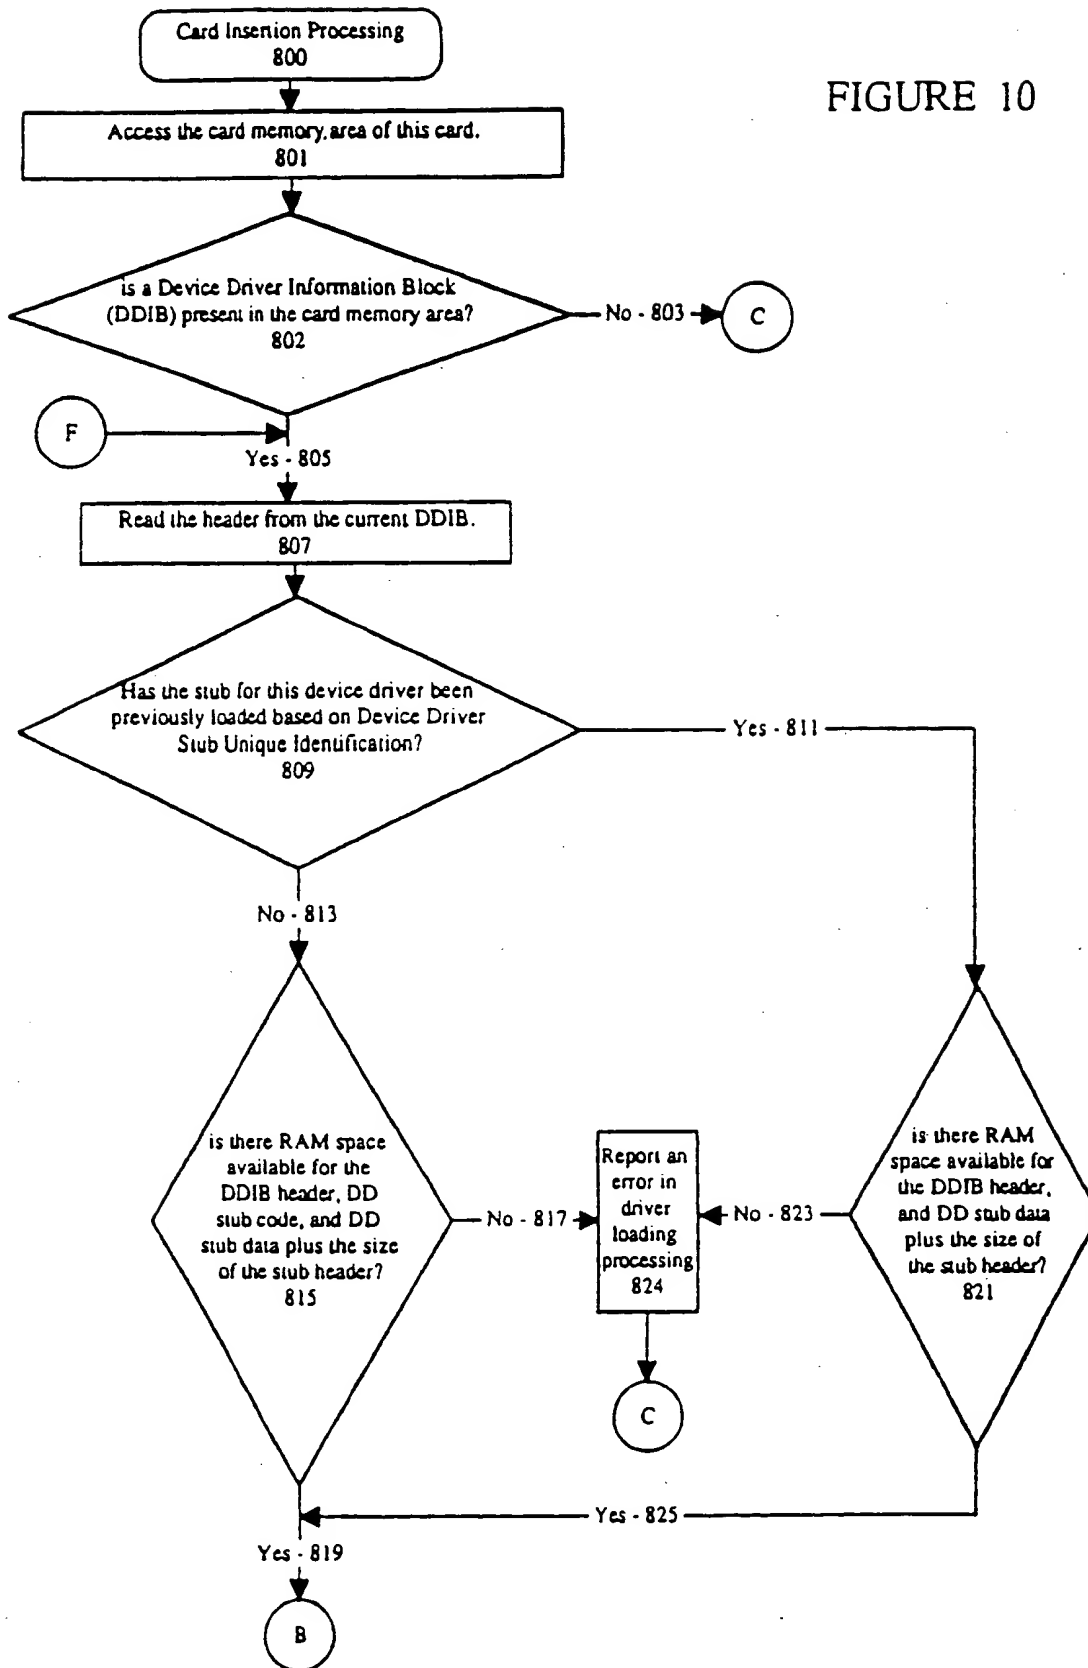 Card Insertion Processing
800
FIGURE 10
Access the card memory area of this card.
801
is a Device Driver Information Block
(DDIB) present in the card memory area?
802
No - 803
C
F
Yes - 805
Read the header from the current DDIB.
807
Has the stub for this device driver been
previously loaded based on Device Driver
Stub Unique Identification?
809
Yes - 811
No - 813
is there RAM space
available for the
DDIB header, DD
stub code, and DD
stub data plus the size
of the stub header?
815
No - 817
Report an
error in
driver
loading
processing
824
No - 823
is there RAM
space available for
the DDIB header,
and DD stub data
plus the size of
the stub header?
821
C
Yes - 825
Yes - 819
B